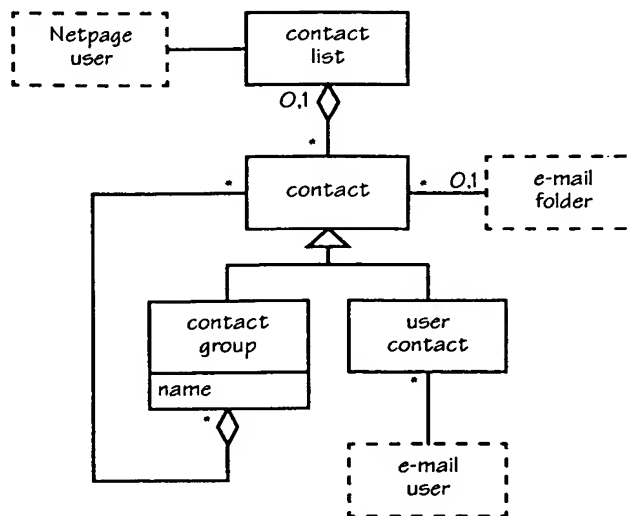 Netpage
user
contact
list
0,1
*
*
contact
*
0,1
e-mail
folder
contact
group
name
*
user
contact
*
e-mail
user